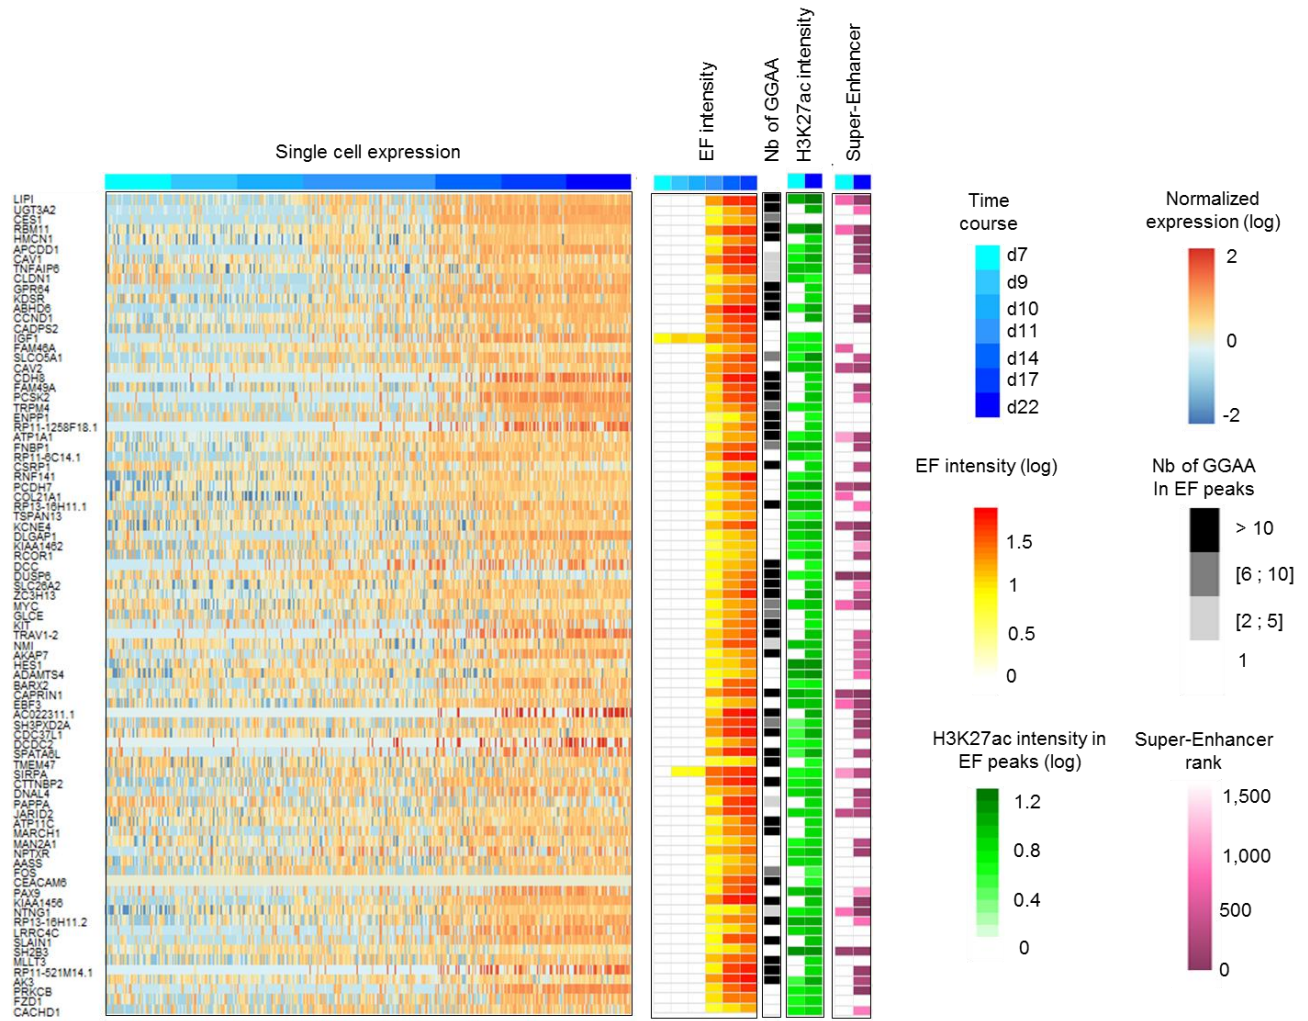 EF intensity
Nb of GGAA
H3K27ac intensity
Super-Enhancer
Single cell expression
LIPI
UGT3A2
CES1
RBM11
HMCN1
APCDD1
CAV1
TNFAIP6
CLDN1
GPR64
KDSR
ABHD6
CCND1
CADPS2
IGF1
FAM46A
SLCO5A1
CAV2
CDH8
FAM49A
PCSK2
TRPM4
ENPP1
RP11-1258F18.1
ATP1A1
FNBP1
RP11-6C14.1
CSRP1
RNF141
PCDH7
COL21A1
RP13-16H11.1
TSPAN13
KCNE4
DLGAP1
KIAA1462
RCOR1
DCC
DUSP6
SLC26A2
ZC3H13
MYC
GLCE
KIT
TRAV1-2
NMI
AKAP7
HES1
ADAMTS4
BARX2
CAPRIN1
EBF3
AC022311.1
SH3PXD2A
CDC37L1
DCDC2
SPATA6L
TMEM47
SIRPA
CTTNBP2
DNAL4
PAPPA
JARID2
ATP11C
MARCH1
MAN2A1
NPTXR
AASS
FOS
CEACAM6
PAX9
KIAA1456
NTNG1
RP13-16H11.2
LRRC4C
SLAIN1
SH2B3
MLLT3
RP11-521M14.1
AK3
PRKCB
FZD1
CACHD1
Time
course
d7
d9
d10
d11
d14
d17
d22
Normalized
expression (log)
2
0
-2
EF intensity (log)
1.5
1
0.5
0
Nb of GGAA
In EF peaks
> 10
[6 ; 10]
[2 ; 5]
1
H3K27ac intensity in
EF peaks (log)
1.2
0.8
0.4
0
Super-Enhancer
rank
1,500
1,000
500
0